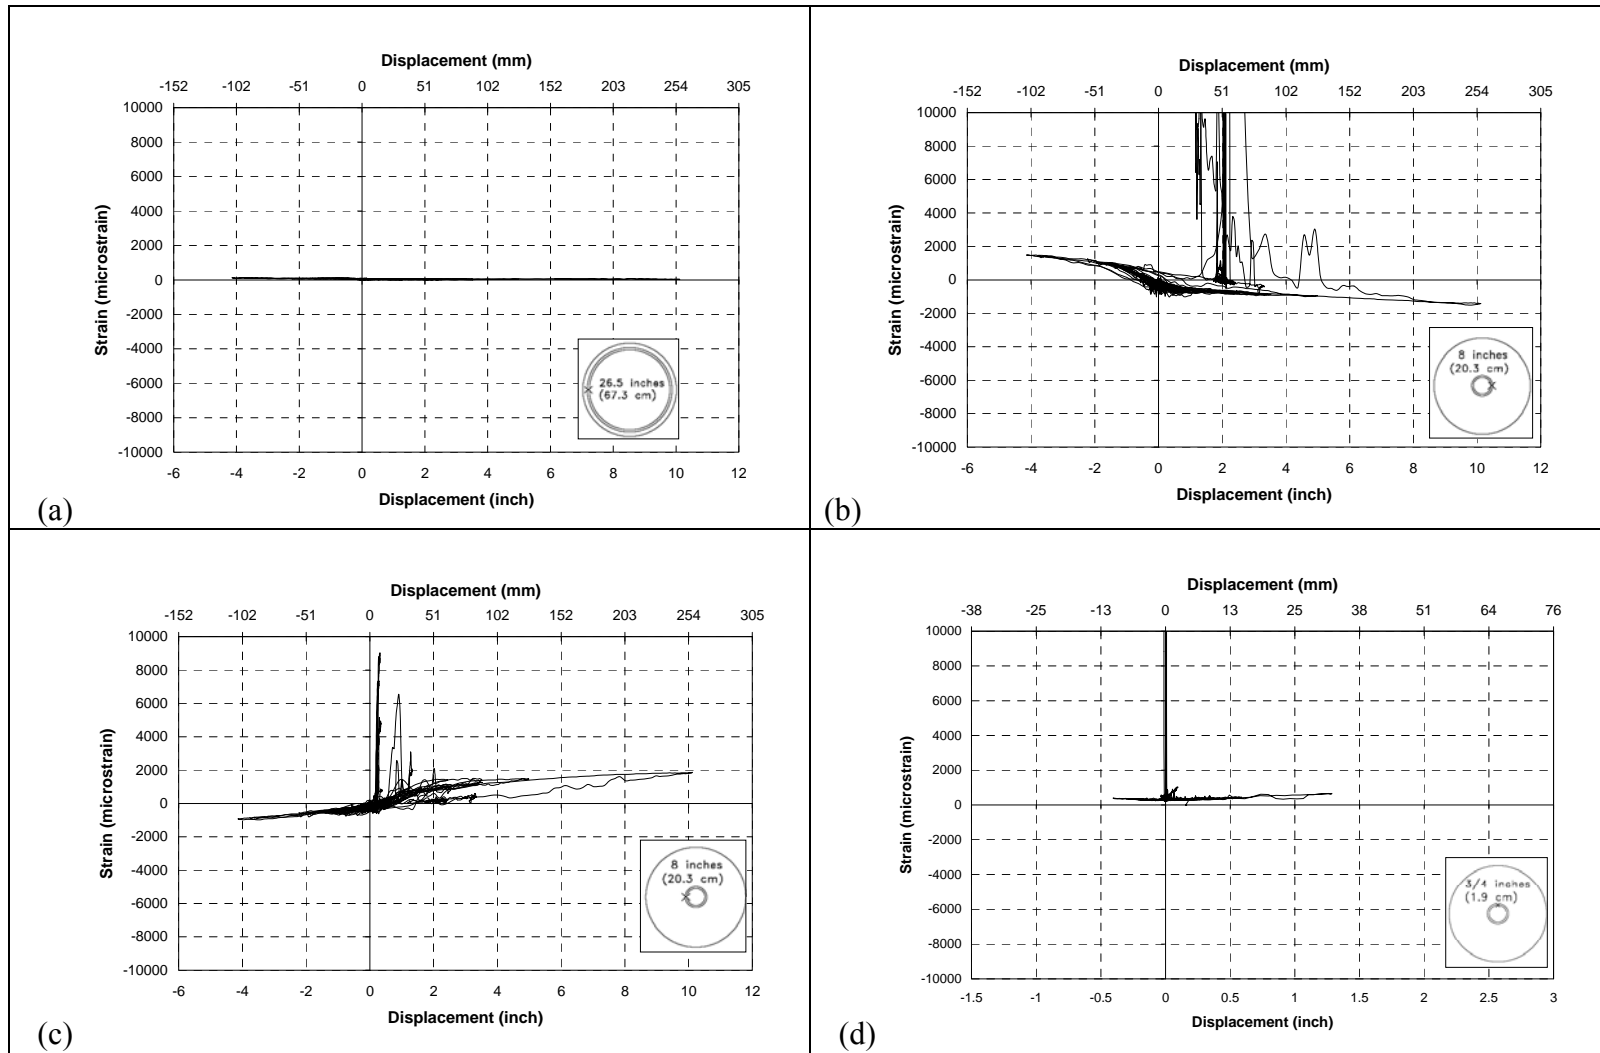 Displacement (mm)
-152 -102 -51 0 51 102 152 203 254 305
10000
8000
6000
4000
2000
0
-2000
-4000
-6000
-8000
-10000
Strain (microstrain)
26.5 inches
(67.3 cm)
-6 -4 -2 0 2 4 6 8 10 12
Displacement (inch)
(a)
Displacement (mm)
-152 -102 -51 0 51 102 152 203 254 305
10000
8000
6000
4000
2000
0
-2000
-4000
-6000
-8000
-10000
Strain (microstrain)
8 inches
(20.3 cm)
-6 -4 -2 0 2 4 6 8 10 12
Displacement (inch)
(b)
Displacement (mm)
-152 -102 -51 0 51 102 152 203 254 305
10000
8000
6000
4000
2000
0
-2000
-4000
-6000
-8000
-10000
Strain (microstrain)
8 inches
(20.3 cm)
-6 -4 -2 0 2 4 6 8 10 12
Displacement (inch)
(c)
Displacement (mm)
-38 -25 -13 0 13 25 38 51 64 76
10000
8000
6000
4000
2000
0
-2000
-4000
-6000
-8000
-10000
Strain (microstrain)
3/4 inches
(1.9 cm)
-1.5 -1 -0.5 0 0.5 1 1.5 2 2.5 3
Displacement (inch)
(d)